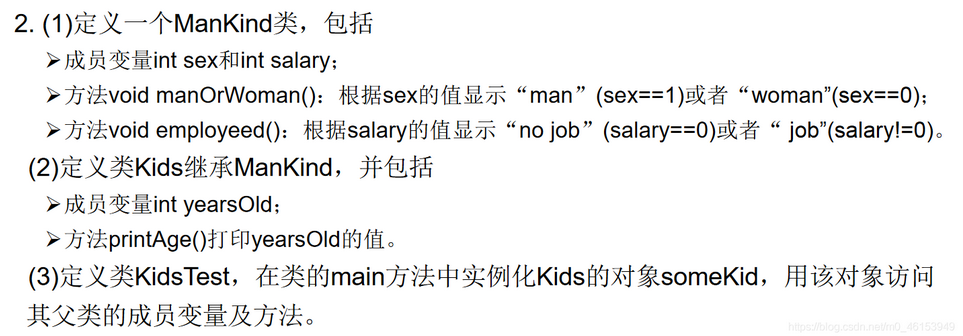 2. (1)定义一个ManKind类，包括
➢成员变量int sex和int salary；
➢方法void manOrWoman()：根据sex的值显示“man”(sex==1)或者“woman”(sex==0)；
➢方法void employeed()：根据salary的值显示“no job”(salary==0)或者“ job”(salary!=0)。
(2)定义类Kids继承ManKind，并包括
➢成员变量int yearsOld；
➢方法printAge()打印yearsOld的值。
(3)定义类KidsTest，在类的main方法中实例化Kids的对象someKid，用该对象访问
其父类的成员变量及方法。
https://blog.csdn.net/m0_46153949